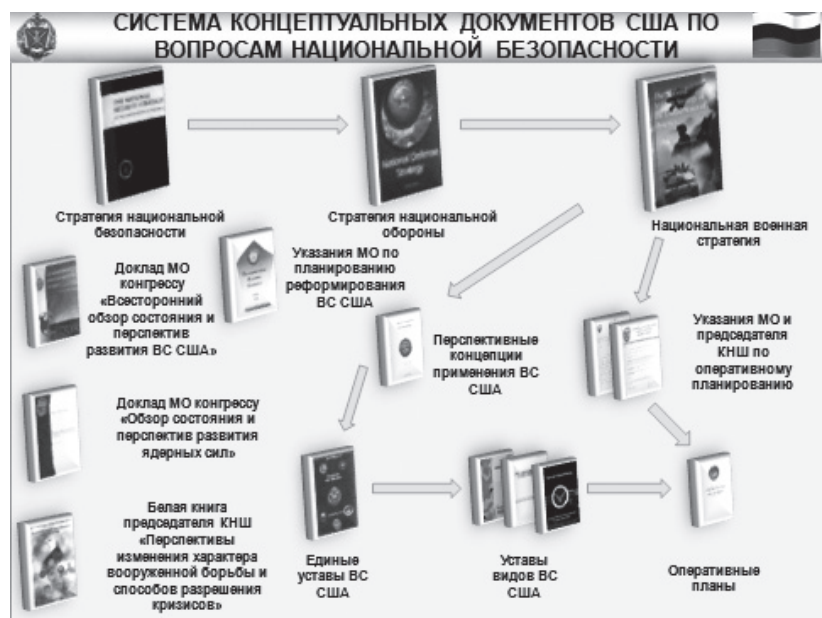 СИСТЕМА КОНЦЕПТУАЛЬНЫХ ДОКУМЕНТОВ США ПО
ВОПРОСАМ НАЦИОНАЛЬНОЙ БЕЗОПАСНОСТИ
Стратегия национальной
безопасности
National Defense
Strategy
Стратегия национальной
обороны
Национальная военная
стратегия
Доклад МО
конгрессу
«Всесторонний
обзор состояния и
перспектив
развития ВС США»
Указания МО по
планированию
реформирования
ВС США
Перспективные
концепции
применения ВС
США
Указания МО и
председателя
КНШ по
оперативному
планированию
Доклад МО конгрессу
«Обзор состояния и
перспектив развития
ядерных сил»
Белая книга
председателя КНШ
«Перспективы
изменения характера
вооруженной борьбы и
способов разрешения
кризисов»
Единые
уставы ВС
США
Уставы
видов ВС
США
Оперативные
планы